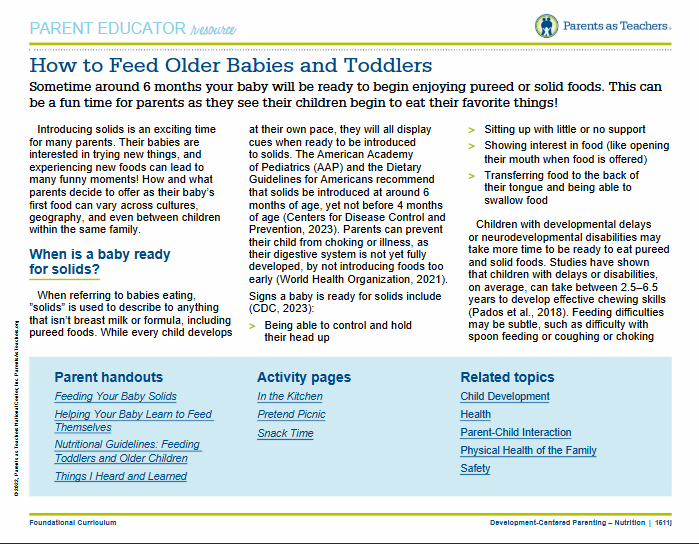 PARENT EDUCATOR resource
Parents as Teachers®
How to Feed Older Babies and Toddlers
Sometime around 6 months your baby will be ready to begin enjoying pureed or solid foods. This can
be a fun time for parents as they see their children begin to eat their favorite things!
Introducing solids is an exciting time
for many parents. Their babies are
interested in trying new things, and
experiencing new foods can lead to
many funny moments! How and what
parents decide to offer as their baby's
first food can vary across cultures,
geography, and even between children
within the same family.
When is a baby ready
for solids?
When referring to babies eating,
"solids" is used to describe to anything
that isn't breast milk or formula, including
pureed foods. While every child develops
at their own pace, they will all display
cues when ready to be introduced
to solids. The American Academy
of Pediatrics (AAP) and the Dietary
Guidelines for Americans recommend
that solids be introduced at around 6
months of age, yet not before 4 months
of age (Centers for Disease Control and
Prevention, 2023). Parents can prevent
their child from choking or illness, as
their digestive system is not yet fully
developed, by not introducing foods too
early (World Health Organization, 2021).
Signs a baby is ready for solids include
(CDC, 2023):
> Being able to control and hold
their head up
> Sitting up with little or no support
> Showing interest in food (like opening
their mouth when food is offered)
> Transferring food to the back of
their tongue and being able to
swallow food
Children with developmental delays
or neurodevelopmental disabilities may
take more time to be ready to eat pureed
and solid foods. Studies have shown
that children with delays or disabilities,
on average, can take between 2.5–6.5
years to develop effective chewing skills
(Pados et al., 2018). Feeding difficulties
may be subtle, such as difficulty with
spoon feeding or coughing or choking
Parent handouts
Feeding Your Baby Solids
Helping Your Baby Learn to Feed
Themselves
Nutritional Guidelines: Feeding
Toddlers and Older Children
Things I Heard and Learned
Activity pages
In the Kitchen
Pretend Picnic
Snack Time
Related topics
Child Development
Health
Parent-Child Interaction
Physical Health of the Family
Safety
Parents as Teachers National Center, Inc. ParentsAsTeachers.org
Foundational Curriculum
Development-Centered Parenting – Nutrition | 1611j